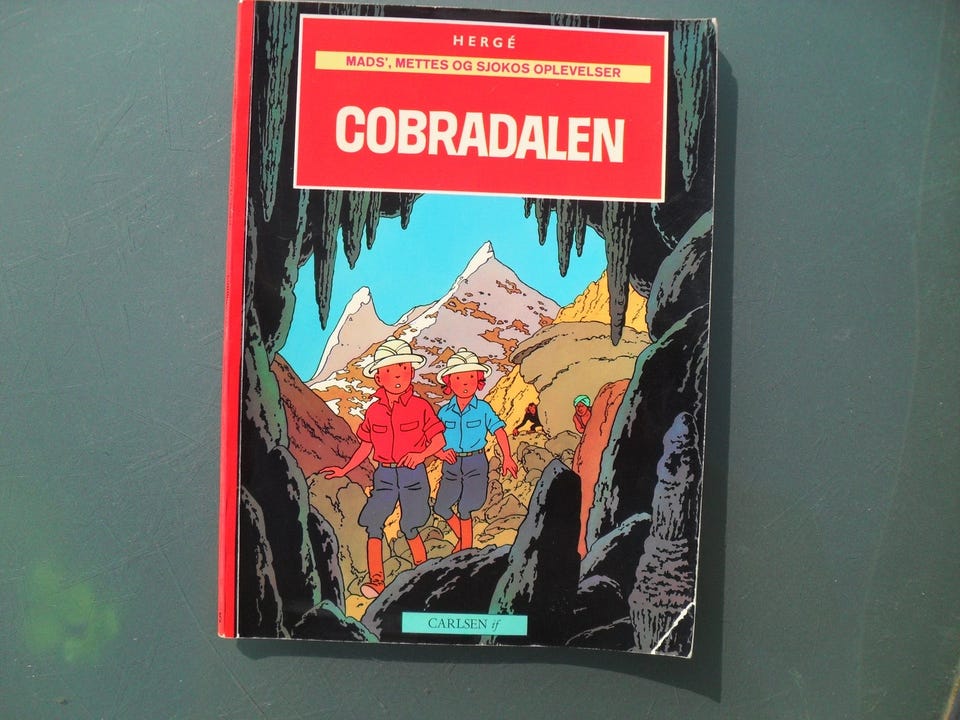 HERGÉ
MADS', METTES OG SJOKOS OPLEVELSER
COBRADALEN
CARLSEN if